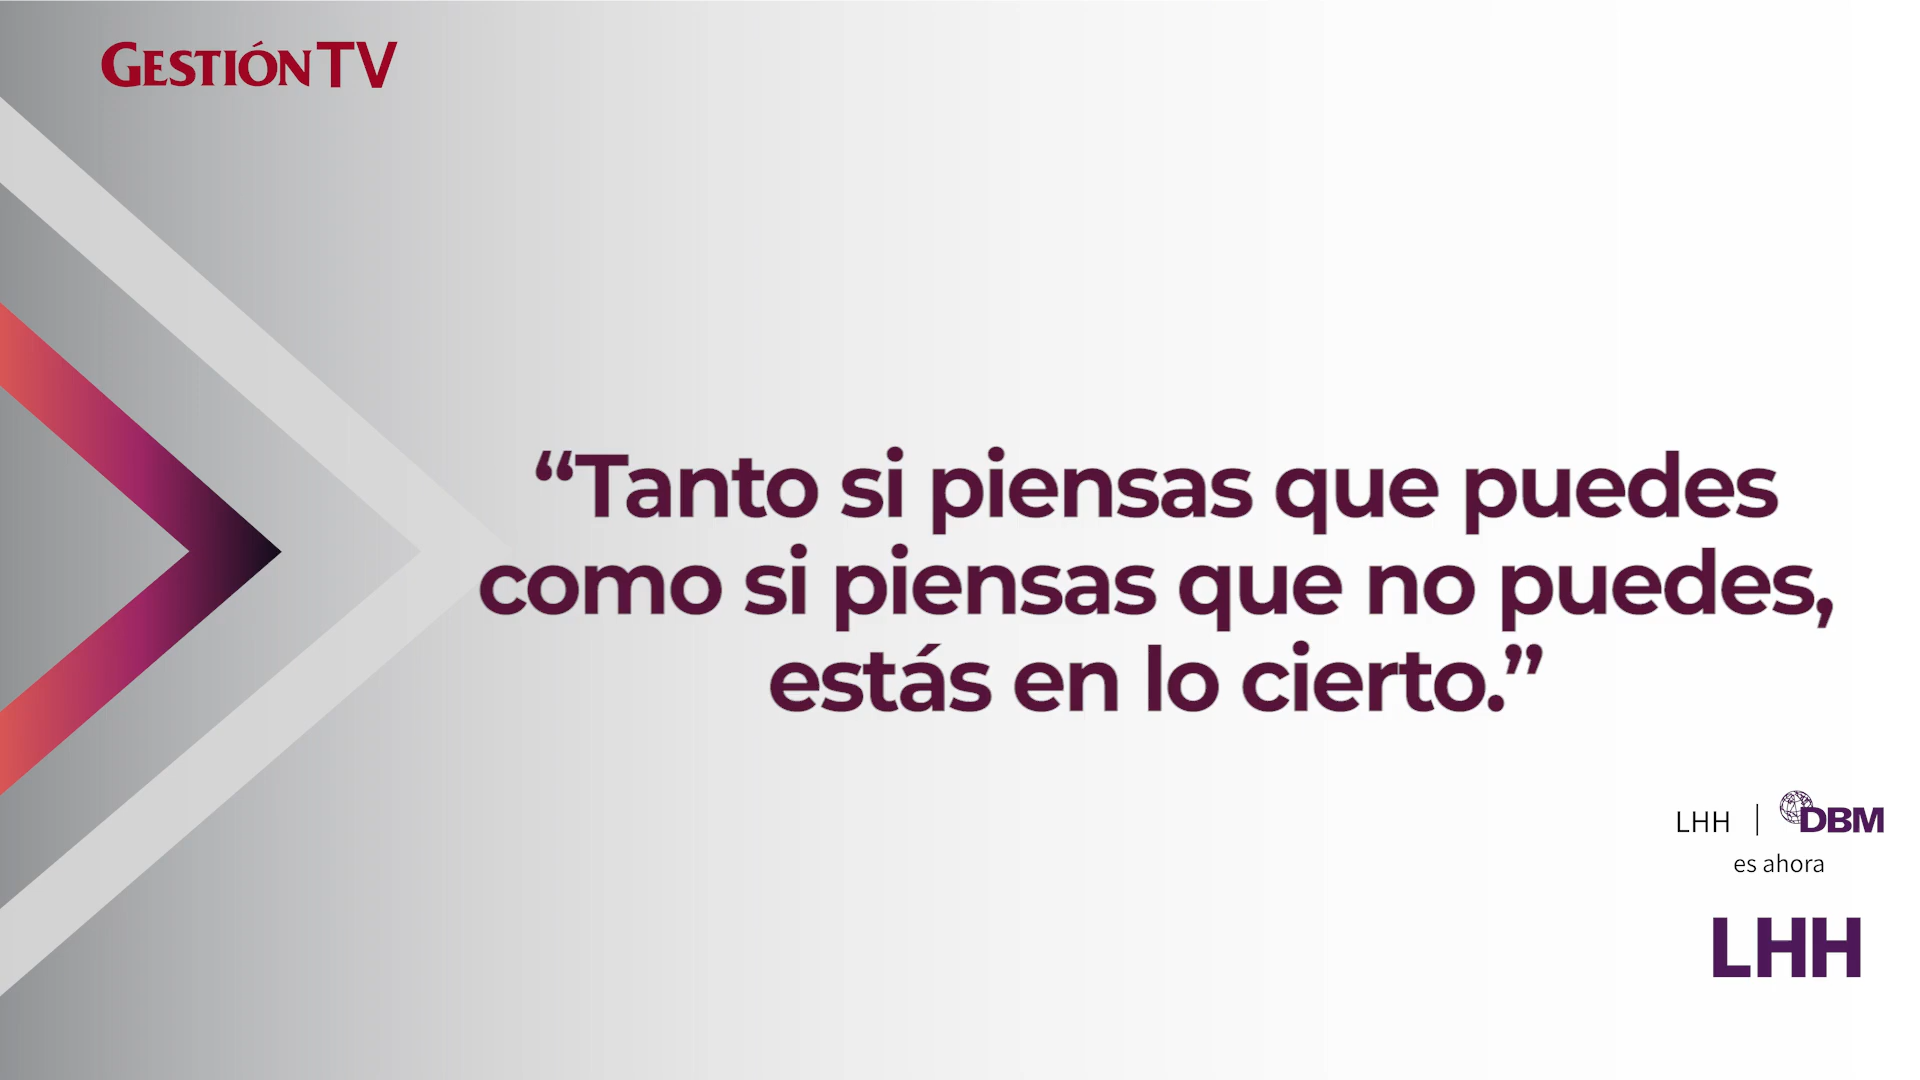 GESTIÓN TV
“Tanto si piensas que puedes
como si piensas que no puedes,
estás en lo cierto.”
LHH | DBM
es ahora
LHH